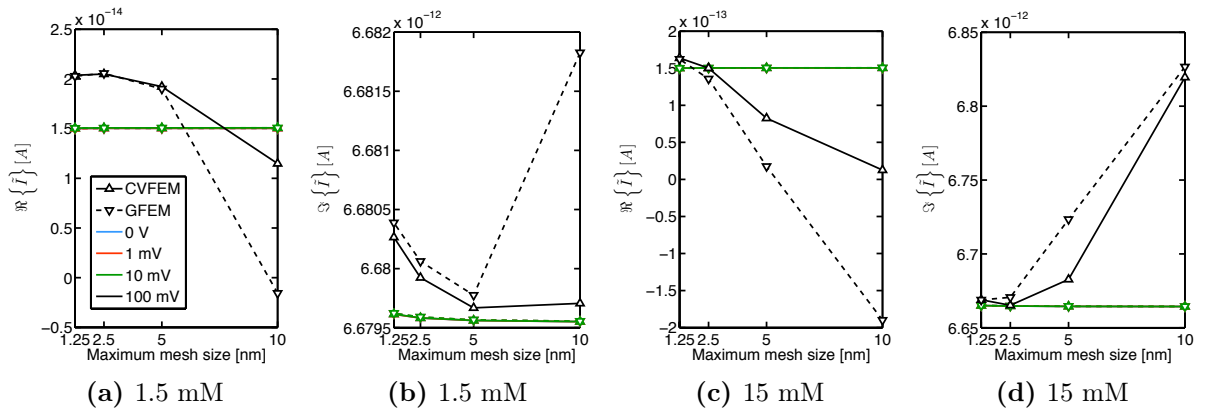 x 10⁻¹⁴
2.5
2
1.5
1
0.5
0
−0.5
ℜ{Ĩ}[A]
CVFEM
GFEM
0 V
1 mV
10 mV
100 mV
1.25 2.5 5 10
Maximum mesh size [nm]
(a) 1.5 mM
x 10⁻¹²
6.682
6.6815
6.681
6.6805
6.68
6.6795
ℑ{Ĩ}[A]
1.25 2.5 5 10
Maximum mesh size [nm]
(b) 1.5 mM
x 10⁻¹³
2
1.5
1
0.5
0
−0.5
−1
−1.5
−2
ℜ{Ĩ}[A]
1.25 2.5 5 10
Maximum mesh size [nm]
(c) 15 mM
x 10⁻¹²
6.85
6.8
6.75
6.7
6.65
ℑ{Ĩ}[A]
1.25 2.5 5 10
Maximum mesh size [nm]
(d) 15 mM